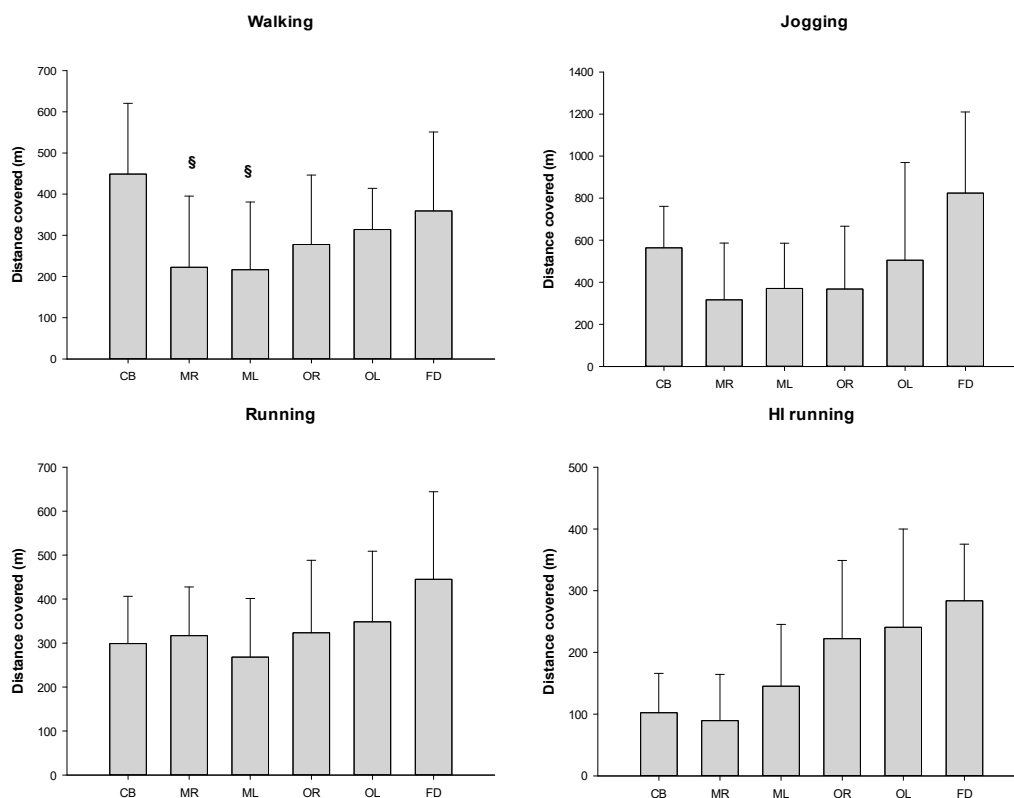 Walking
Distance covered (m)
700
600
500
400
300
200
100
0
§
§
CB MR ML OR OL FD
Jogging
Distance covered (m)
1400
1200
1000
800
600
400
200
0
CB MR ML OR OL FD
Running
Distance covered (m)
700
600
500
400
300
200
100
0
CB MR ML OR OL FD
HI running
Distance covered (m)
500
400
300
200
100
0
CB MR ML OR OL FD